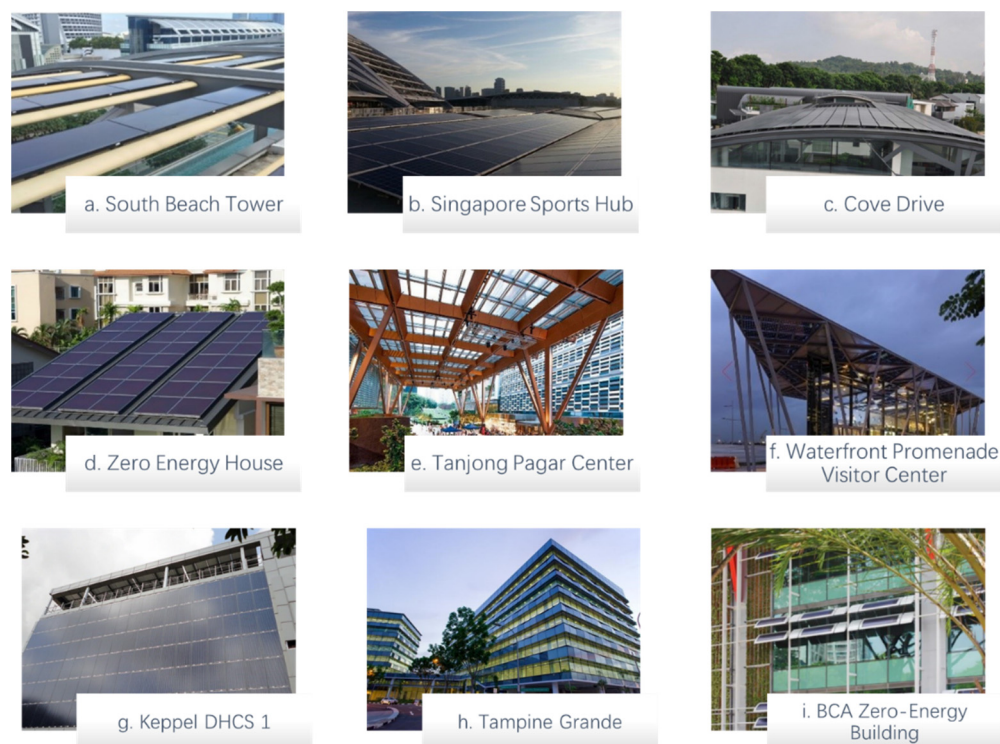 a. South Beach Tower
b. Singapore Sports Hub
c. Cove Drive
d. Zero Energy House
e. Tanjong Pagar Center
f. Waterfront Promenade
Visitor Center
g. Keppel DHCS 1
h. Tampine Grande
i. BCA Zero-Energy
Building